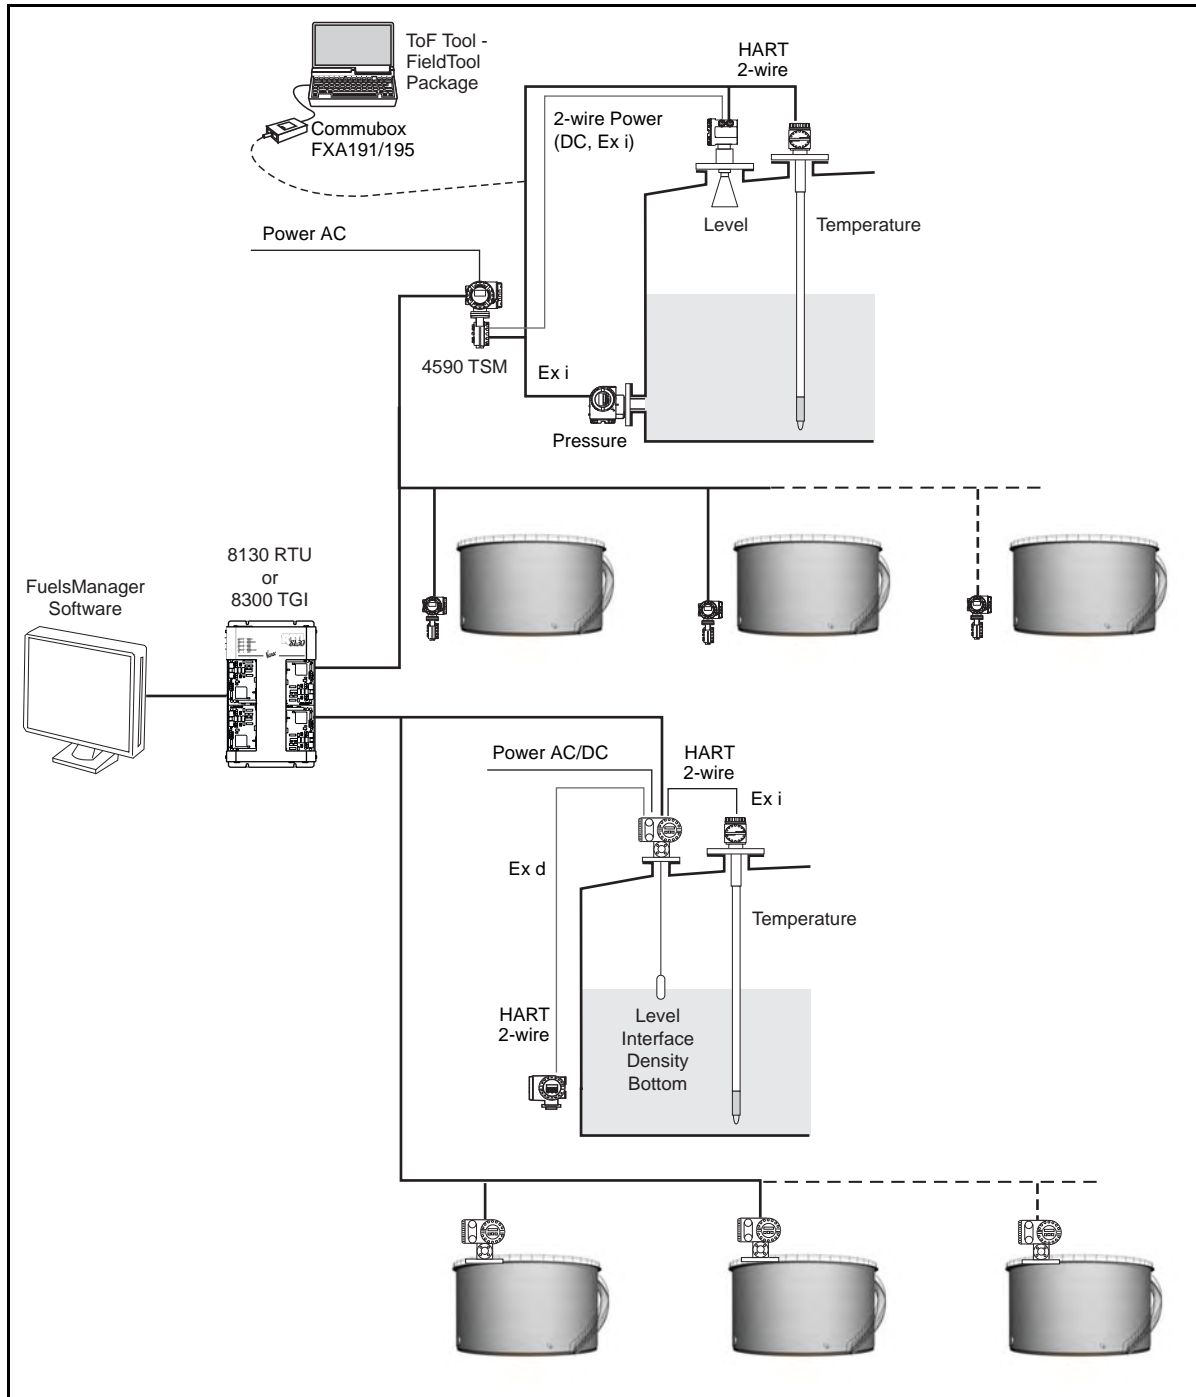 ToF Tool -
FieldTool
Package
Commubox
FXA191/195
HART
2-wire
2-wire Power
(DC, Ex i)
Level
Temperature
Power AC
4590 TSM
Ex i
Pressure
8130 RTU
or
8300 TGI
FuelsManager
Software
8130
Power AC/DC
HART
2-wire
Ex i
Ex d
Temperature
HART
2-wire
Level
Interface
Density
Bottom